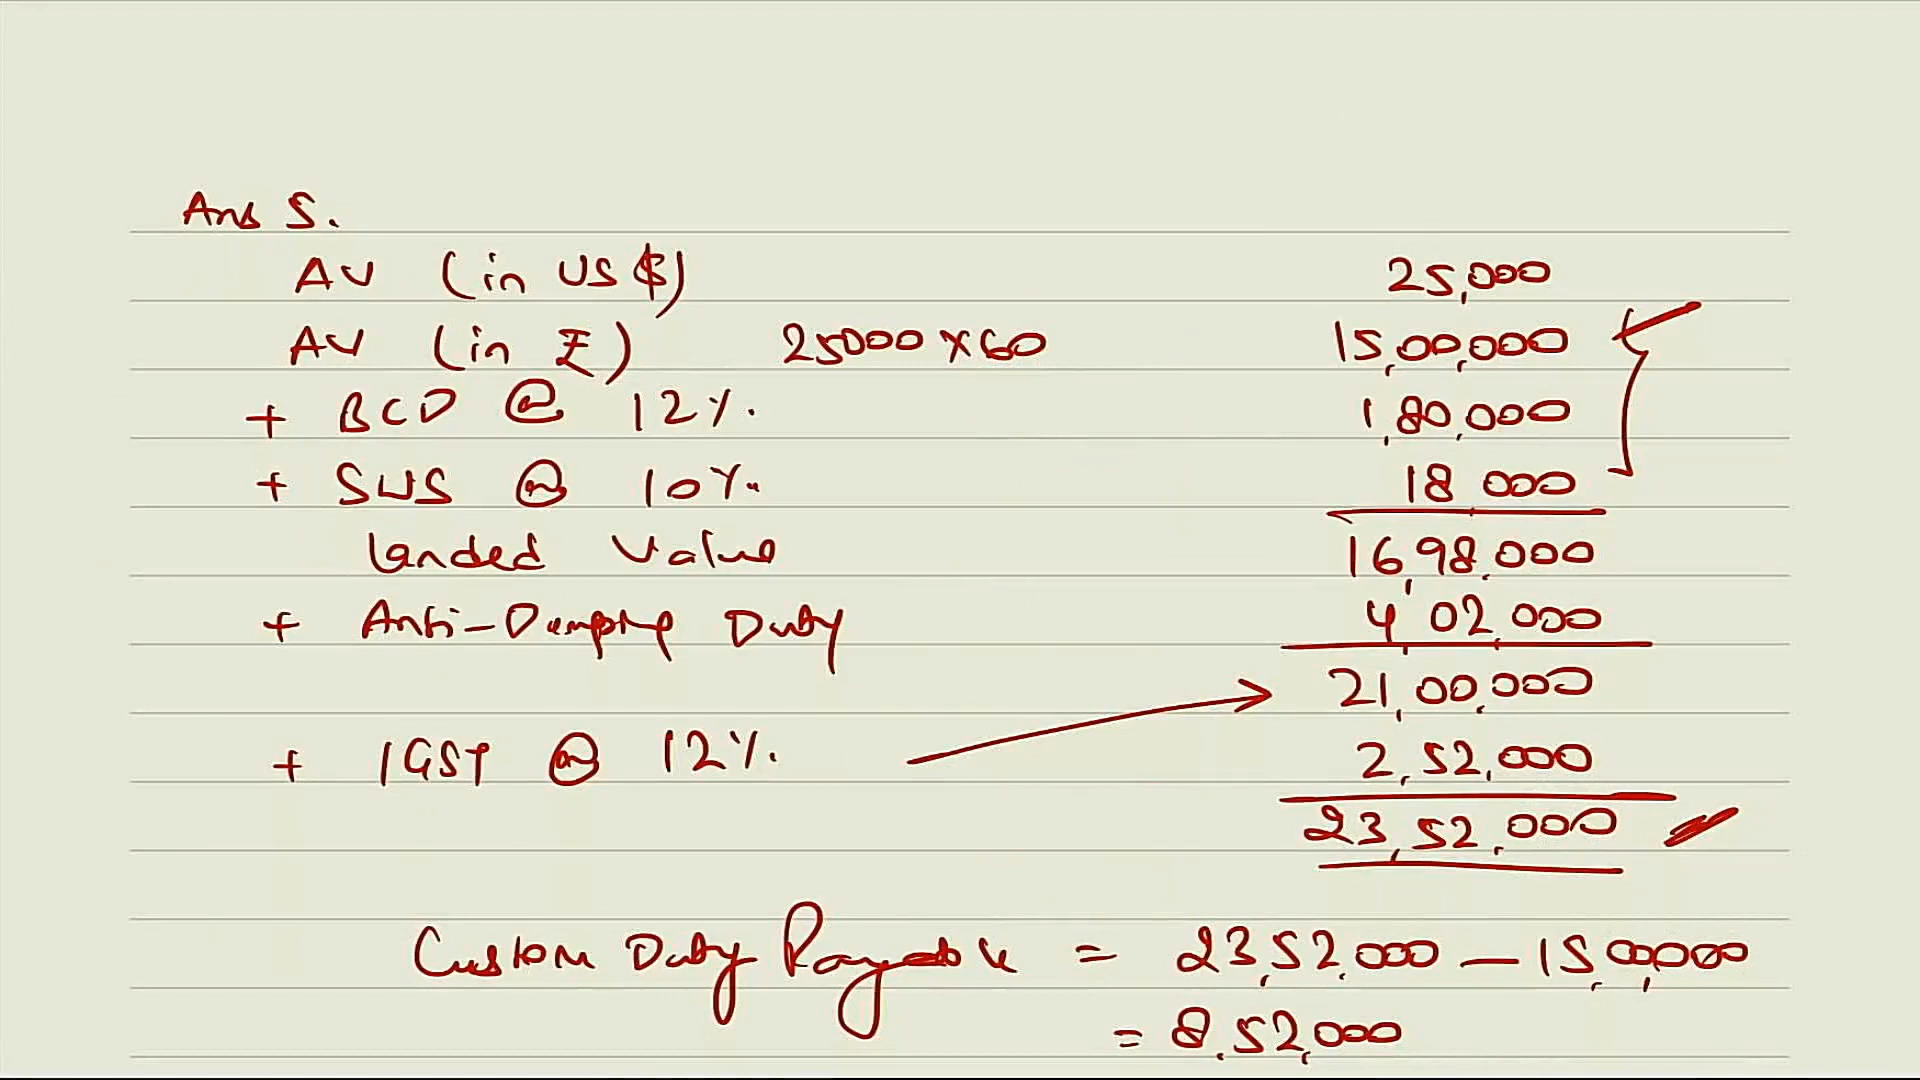 Ans 5.
AV (in US $) 25,000
AV (in ₹) 25000 × 60 15,00,000
+ BCD @ 12% 1,80,000
+ SWS @ 10% 18 000
Landed Value 16,98,000
+ Anti-Dumping Duty 4,02,000
21,00,000
+ IGST @ 12% 2,52,000
23,52,000
Custom Duty Payable = 23,52,000 – 15,00,000
= 8,52,000